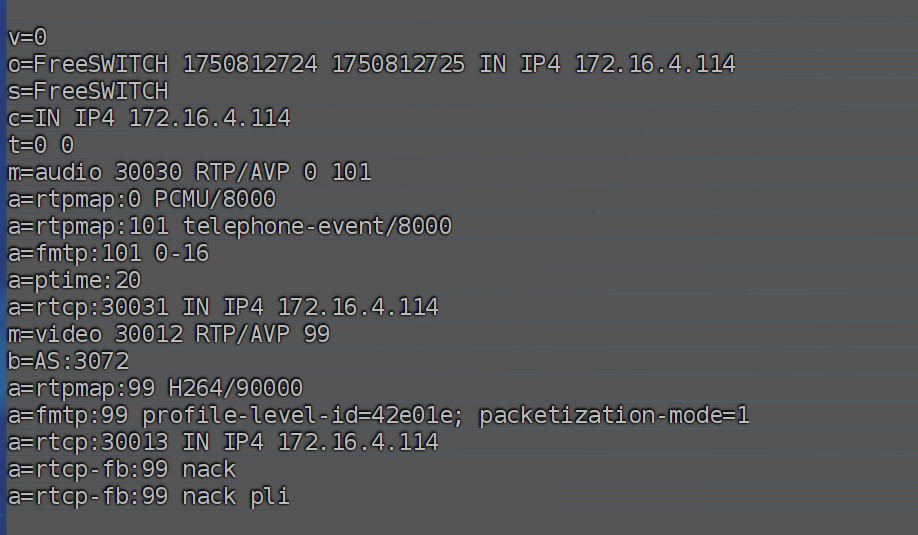 v=0
o=FreeSWITCH 1750812724 1750812725 IN IP4 172.16.4.114
s=FreeSWITCH
c=IN IP4 172.16.4.114
t=0 0
m=audio 30030 RTP/AVP 0 101
a=rtpmap:0 PCMU/8000
a=rtpmap:101 telephone-event/8000
a=fmtp:101 0-16
a=ptime:20
a=rtcp:30031 IN IP4 172.16.4.114
m=video 30012 RTP/AVP 99
b=AS:3072
a=rtpmap:99 H264/90000
a=fmtp:99 profile-level-id=42e01e; packetization-mode=1
a=rtcp:30013 IN IP4 172.16.4.114
a=rtcp-fb:99 nack
a=rtcp-fb:99 nack pli